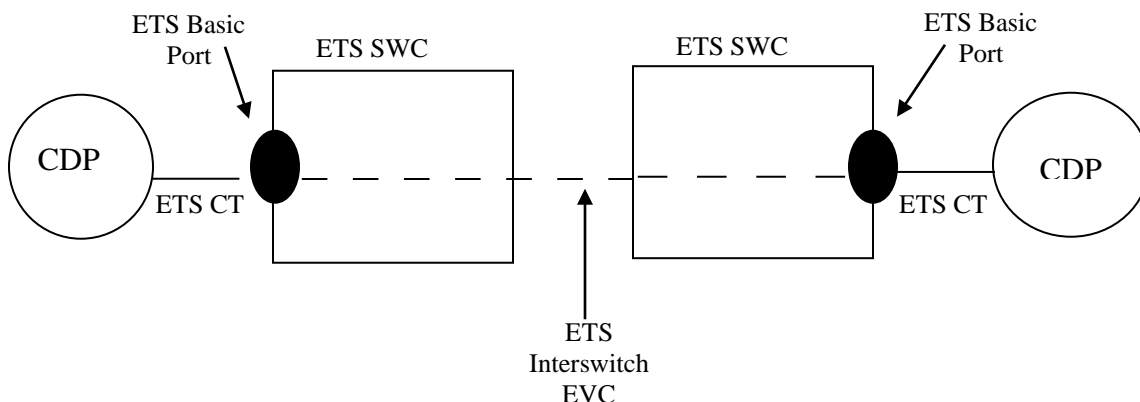 ETS Basic
Port
ETS SWC
ETS SWC
ETS Basic
Port
CDP
ETS CT
ETS CT
CDP
ETS
Interswitch
EVC